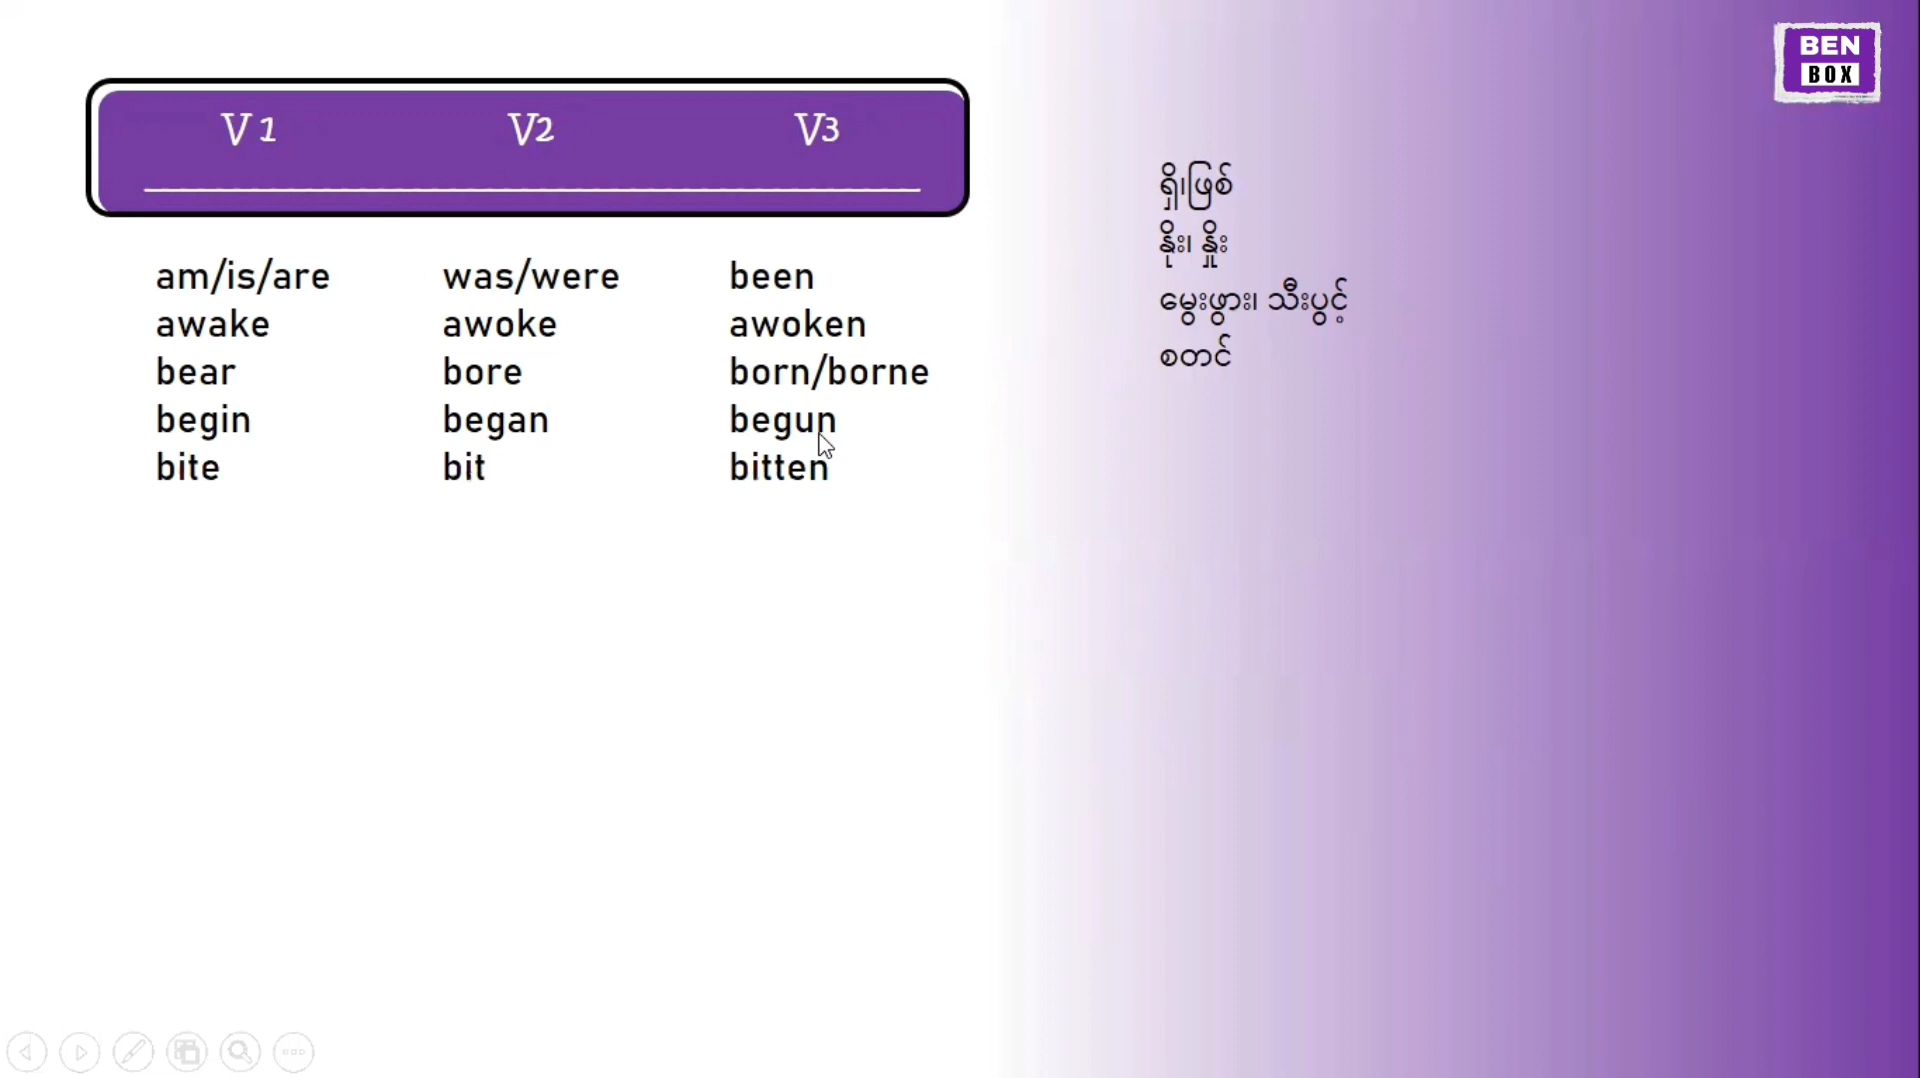 BEN
BOX
V 1 V2 V3
am/is/are was/were been
awake awoke awoken
bear bore born/borne
begin began begun
bite bit bitten
ရှိ၊ဖြစ်
နိုး၊ နှိုး
မွေးဖွား၊ သီးပွင့်
စတင်